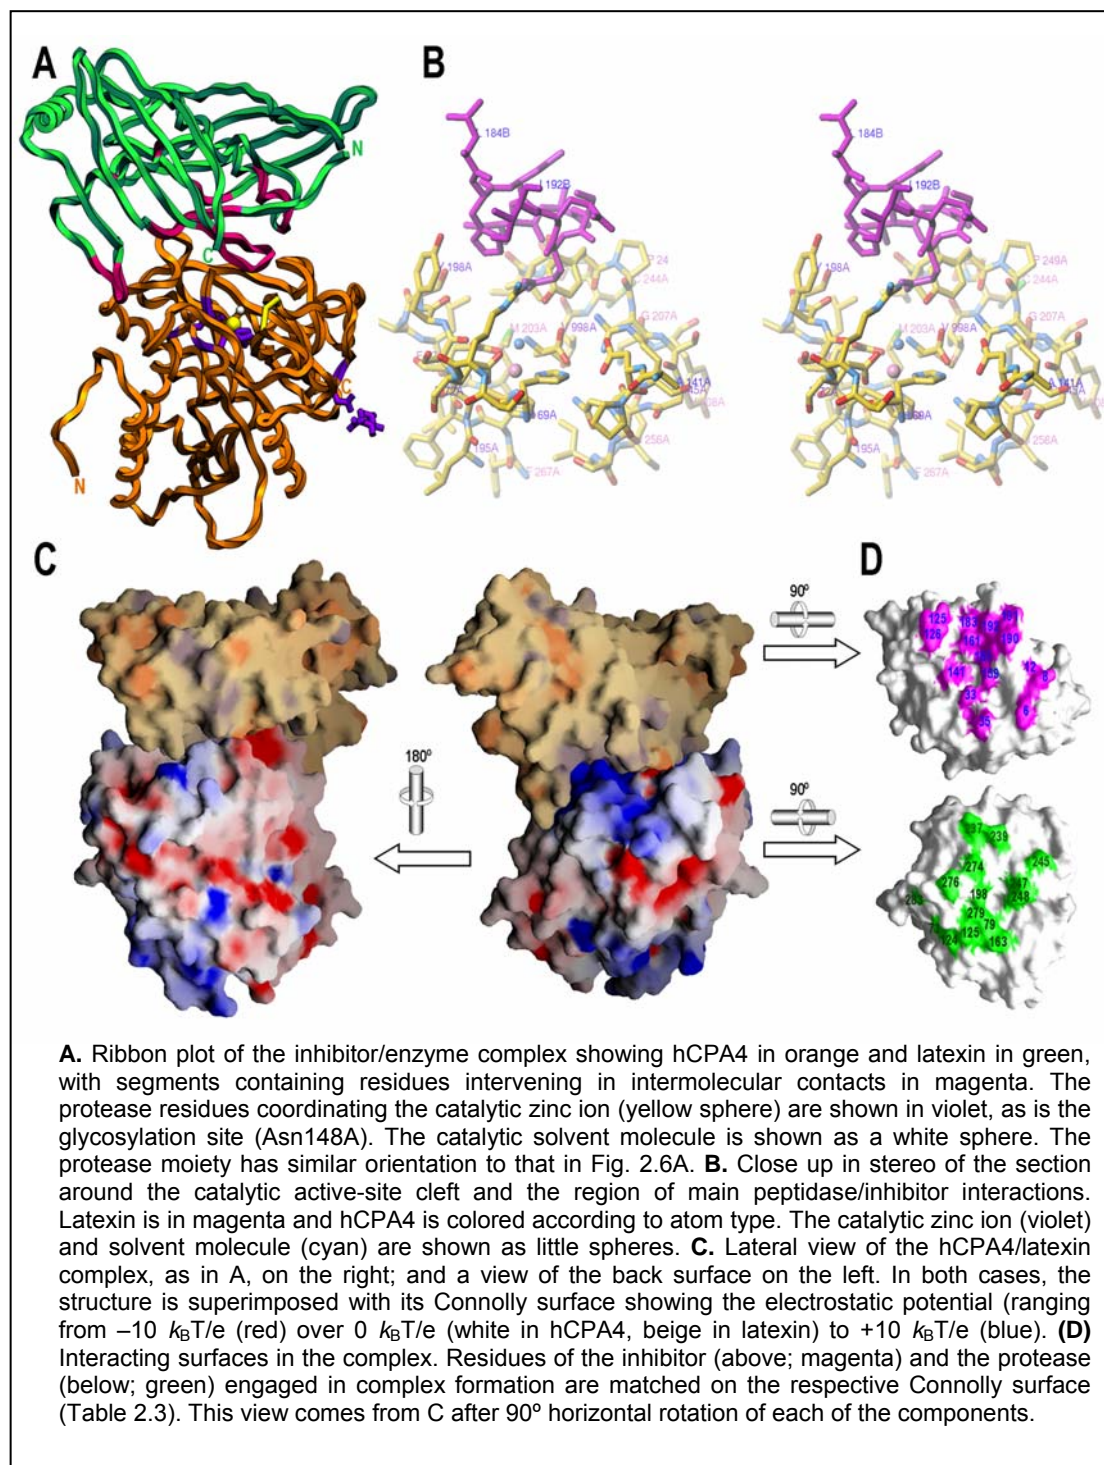 A
B
N
C
C
N
184B
I 192B
Y 198A
P 24
244A
G 207A
M 203A
V 998A
A 141A
45A
08A
69A
195A
256A
F 267A
184B
I 192B
198A
P 249A
C 244A
G 207A
M 203A
V 998A
A 141A
69A
195A
256A
F 267A
C
D
180º
90º
90º
125
126
183
192
161
190
141
12
8
33
6
35
237
239
274
245
276
247
198
248
283
279
79
124
125
163
A. Ribbon plot of the inhibitor/enzyme complex showing hCPA4 in orange and latexin in green,
with segments containing residues intervening in intermolecular contacts in magenta. The
protease residues coordinating the catalytic zinc ion (yellow sphere) are shown in violet, as is the
glycosylation site (Asn148A). The catalytic solvent molecule is shown as a white sphere. The
protease moiety has similar orientation to that in Fig. 2.6A. B. Close up in stereo of the section
around the catalytic active-site cleft and the region of main peptidase/inhibitor interactions.
Latexin is in magenta and hCPA4 is colored according to atom type. The catalytic zinc ion (violet)
and solvent molecule (cyan) are shown as little spheres. C. Lateral view of the hCPA4/latexin
complex, as in A, on the right; and a view of the back surface on the left. In both cases, the
structure is superimposed with its Connolly surface showing the electrostatic potential (ranging
from –10 kBT/e (red) over 0 kBT/e (white in hCPA4, beige in latexin) to +10 kBT/e (blue). (D)
Interacting surfaces in the complex. Residues of the inhibitor (above; magenta) and the protease
(below; green) engaged in complex formation are matched on the respective Connolly surface
(Table 2.3). This view comes from C after 90º horizontal rotation of each of the components.